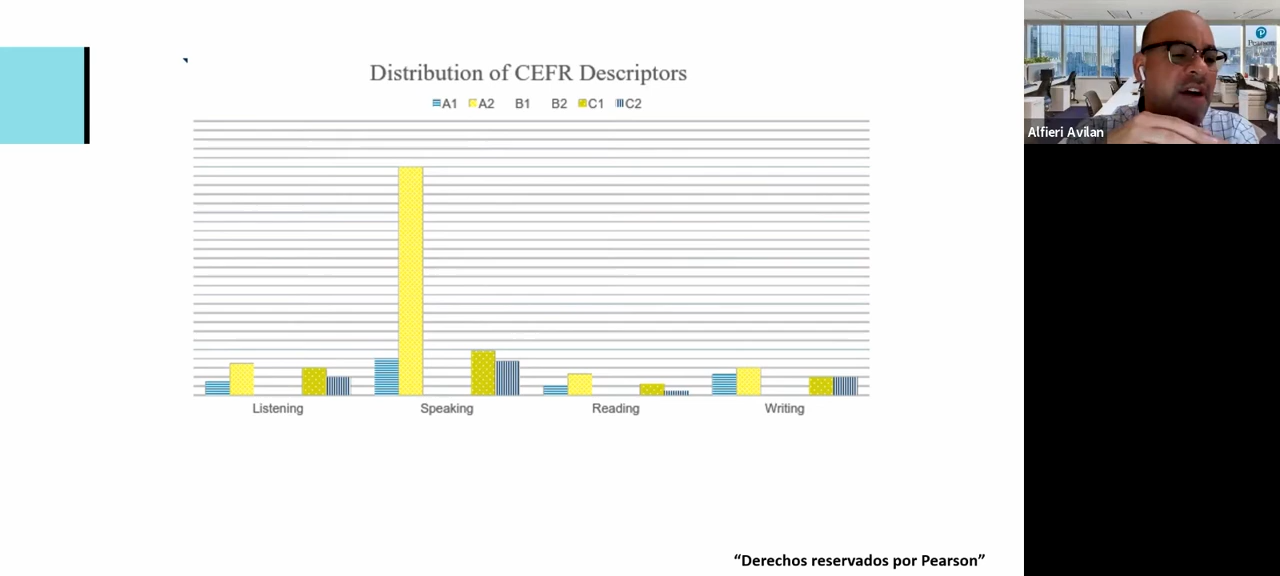 Distribution of CEFR Descriptors
A1 A2 B1 B2 C1 C2
Listening Speaking Reading Writing
“Derechos reservados por Pearson”
Alfieri Avilan